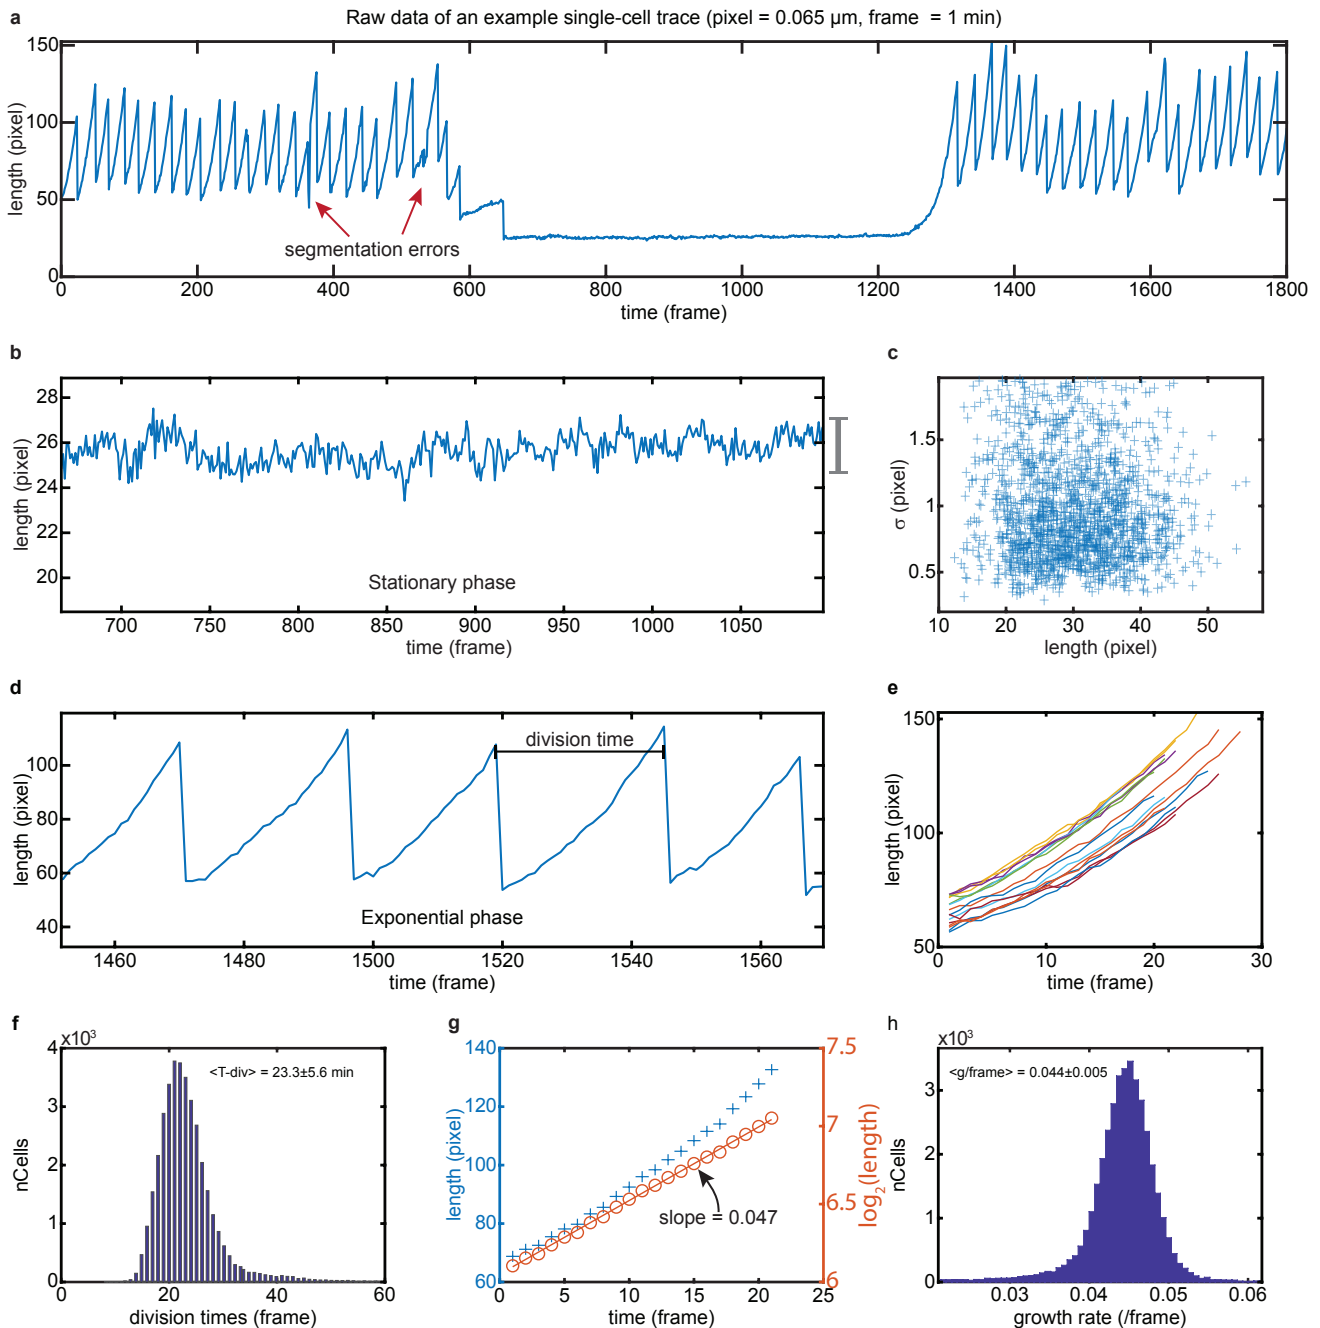 a
Raw data of an example single-cell trace (pixel = 0.065 µm, frame = 1 min)
150
100
50
0
length (pixel)
segmentation errors
0 200 400 600 800 1000 1200 1400 1600 1800
time (frame)
b
28
26
24
22
20
length (pixel)
Stationary phase
700 750 800 850 900 950 1000 1050
time (frame)
c
1.5
1
0.5
σ (pixel)
10 20 30 40 50
length (pixel)
d
100
80
60
40
length (pixel)
division time
Exponential phase
1460 1480 1500 1520 1540 1560
time (frame)
e
150
100
50
length (pixel)
0 10 20 30
time (frame)
f
x10³
4
3
2
1
0
nCells
<T-div> = 23.3±5.6 min
0 20 40 60
division times (frame)
g
140
120
100
80
60
length (pixel)
7.5
7
6.5
6
log₂(length)
slope = 0.047
0 5 10 15 20 25
time (frame)
h
x10³
3
2
1
0
nCells
<g/frame> = 0.044±0.005
0.03 0.04 0.05 0.06
growth rate (/frame)